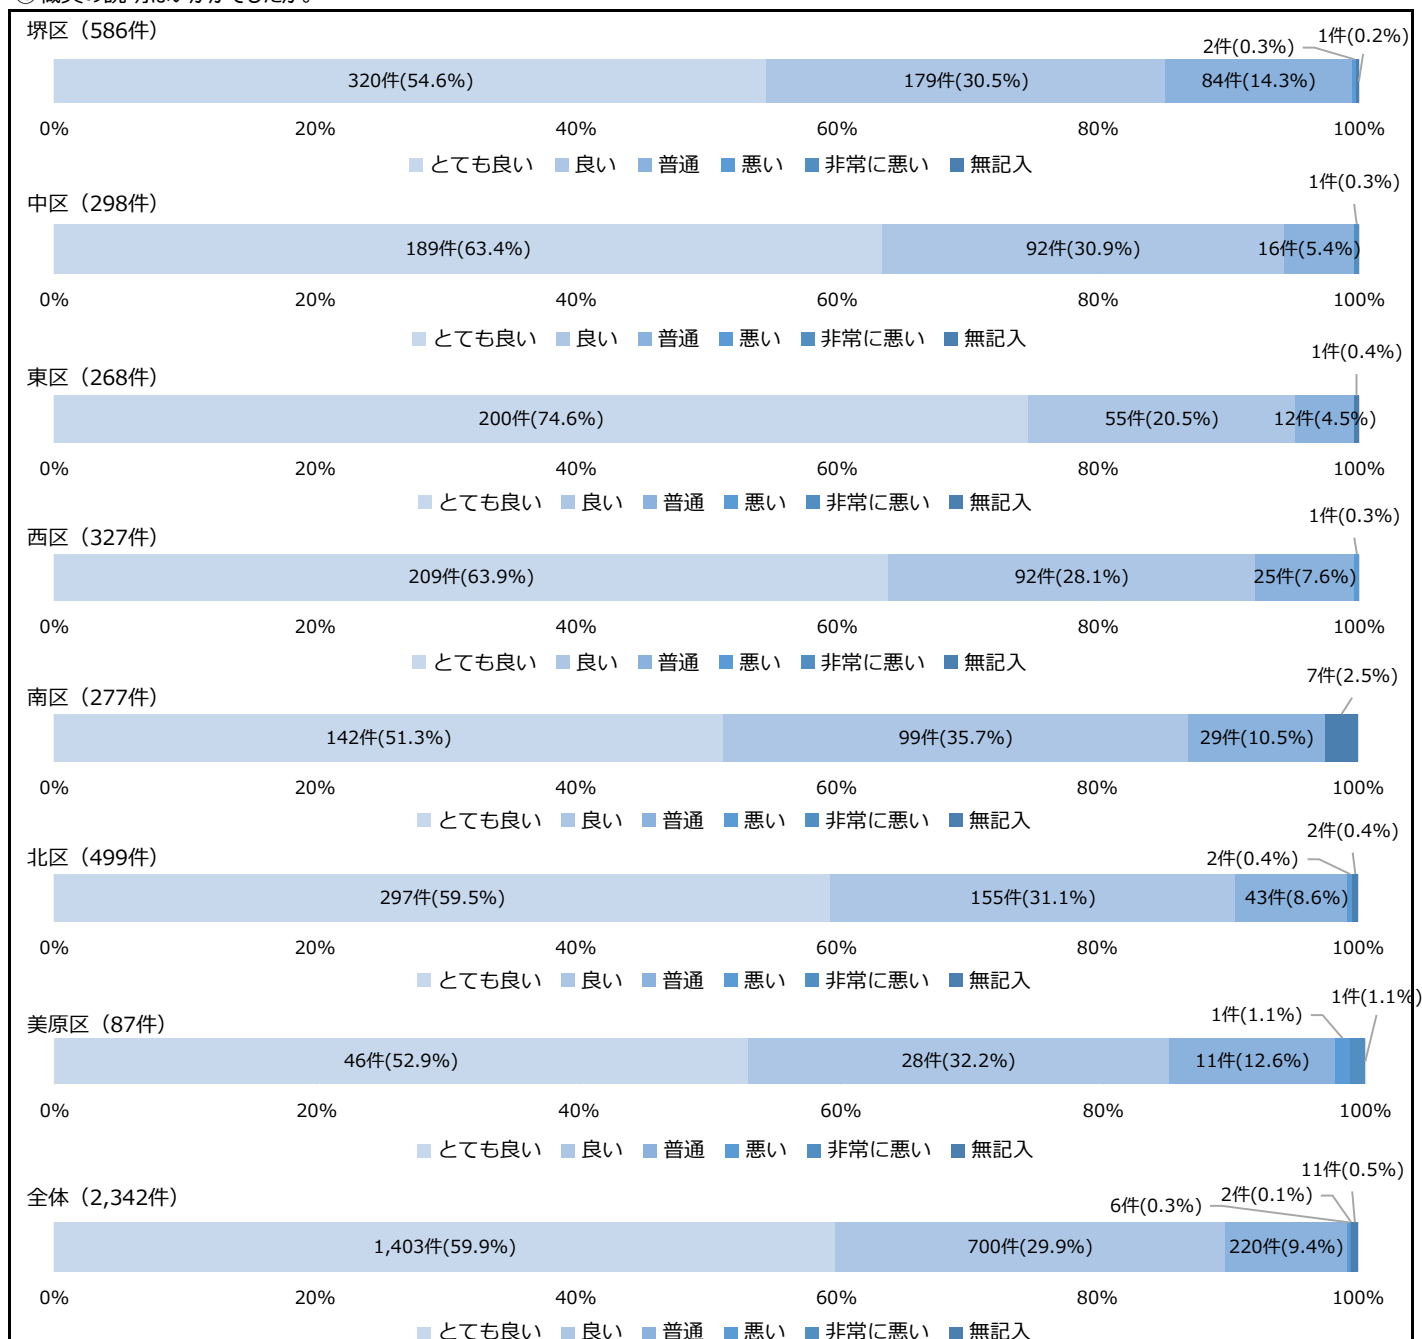 堺区（586件）
2件(0.3%)
1件(0.2%)
320件(54.6%) 179件(30.5%) 84件(14.3%)
0% 20% 40% 60% 80% 100%
とても良い 良い 普通 悪い 非常に悪い 無記入
中区（298件）
1件(0.3%)
189件(63.4%) 92件(30.9%) 16件(5.4%)
0% 20% 40% 60% 80% 100%
とても良い 良い 普通 悪い 非常に悪い 無記入
東区（268件）
1件(0.4%)
200件(74.6%) 55件(20.5%) 12件(4.5%)
0% 20% 40% 60% 80% 100%
とても良い 良い 普通 悪い 非常に悪い 無記入
西区（327件）
1件(0.3%)
209件(63.9%) 92件(28.1%) 25件(7.6%)
0% 20% 40% 60% 80% 100%
とても良い 良い 普通 悪い 非常に悪い 無記入
南区（277件）
7件(2.5%)
142件(51.3%) 99件(35.7%) 29件(10.5%)
0% 20% 40% 60% 80% 100%
とても良い 良い 普通 悪い 非常に悪い 無記入
北区（499件）
2件(0.4%)
2件(0.4%)
297件(59.5%) 155件(31.1%) 43件(8.6%)
0% 20% 40% 60% 80% 100%
とても良い 良い 普通 悪い 非常に悪い 無記入
美原区（87件）
1件(1.1%)
1件(1.1%)
46件(52.9%) 28件(32.2%) 11件(12.6%)
0% 20% 40% 60% 80% 100%
とても良い 良い 普通 悪い 非常に悪い 無記入
全体（2,342件）
6件(0.3%)
2件(0.1%)
11件(0.5%)
1,403件(59.9%) 700件(29.9%) 220件(9.4%)
0% 20% 40% 60% 80% 100%
とても良い 良い 普通 悪い 非常に悪い 無記入